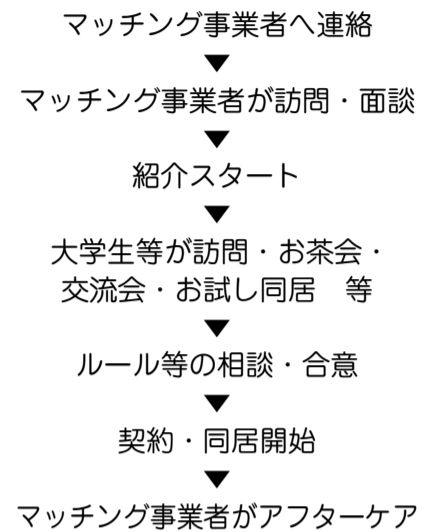 マッチング事業者へ連絡
▼
マッチング事業者が訪問・面談
▼
紹介スタート
▼
大学生等が訪問・お茶会・
交流会・お試し同居　等
▼
ルール等の相談・合意
▼
契約・同居開始
▼
マッチング事業者がアフターケア